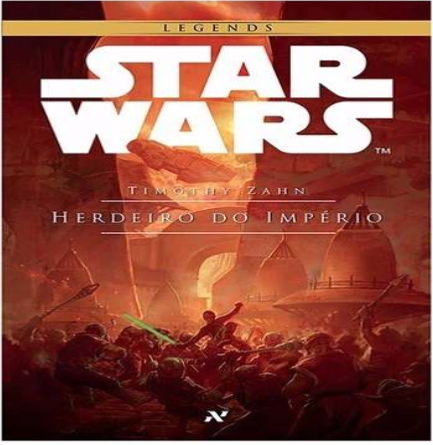 LEGENDS
STAR
WARS
TM
TIMOTHY ZAHN
HERDEIRO DO IMPÉRIO